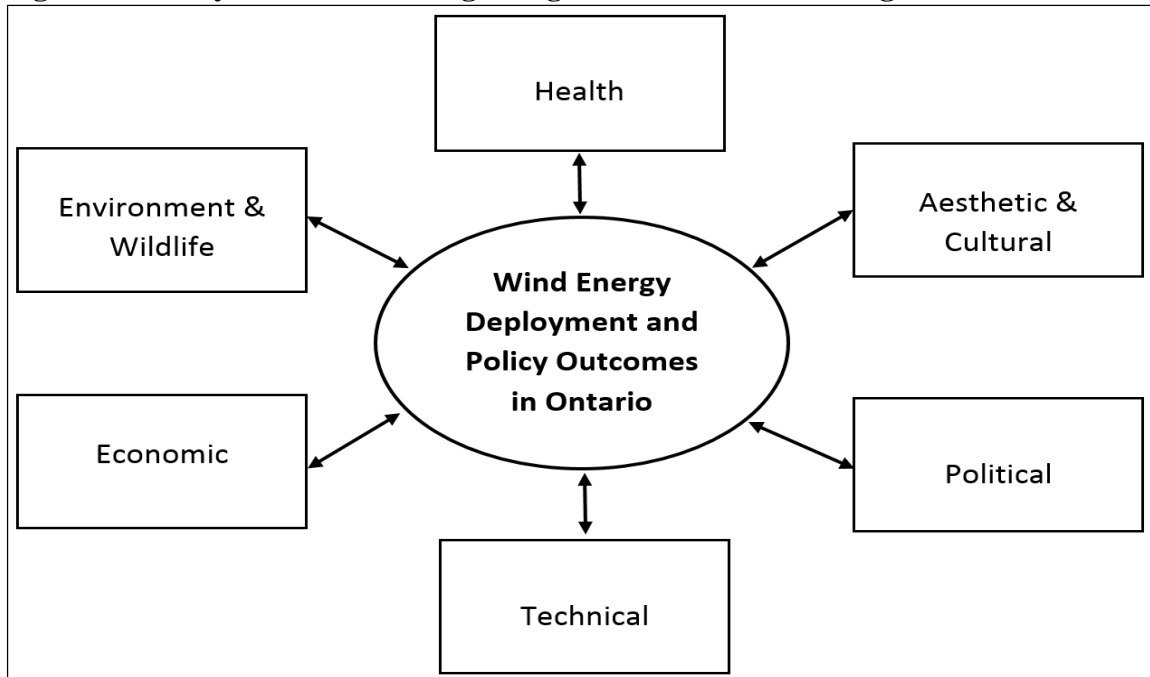 Health
Environment &
Wildlife
Aesthetic &
Cultural
Wind Energy
Deployment and
Policy Outcomes
in Ontario
Economic
Political
Technical